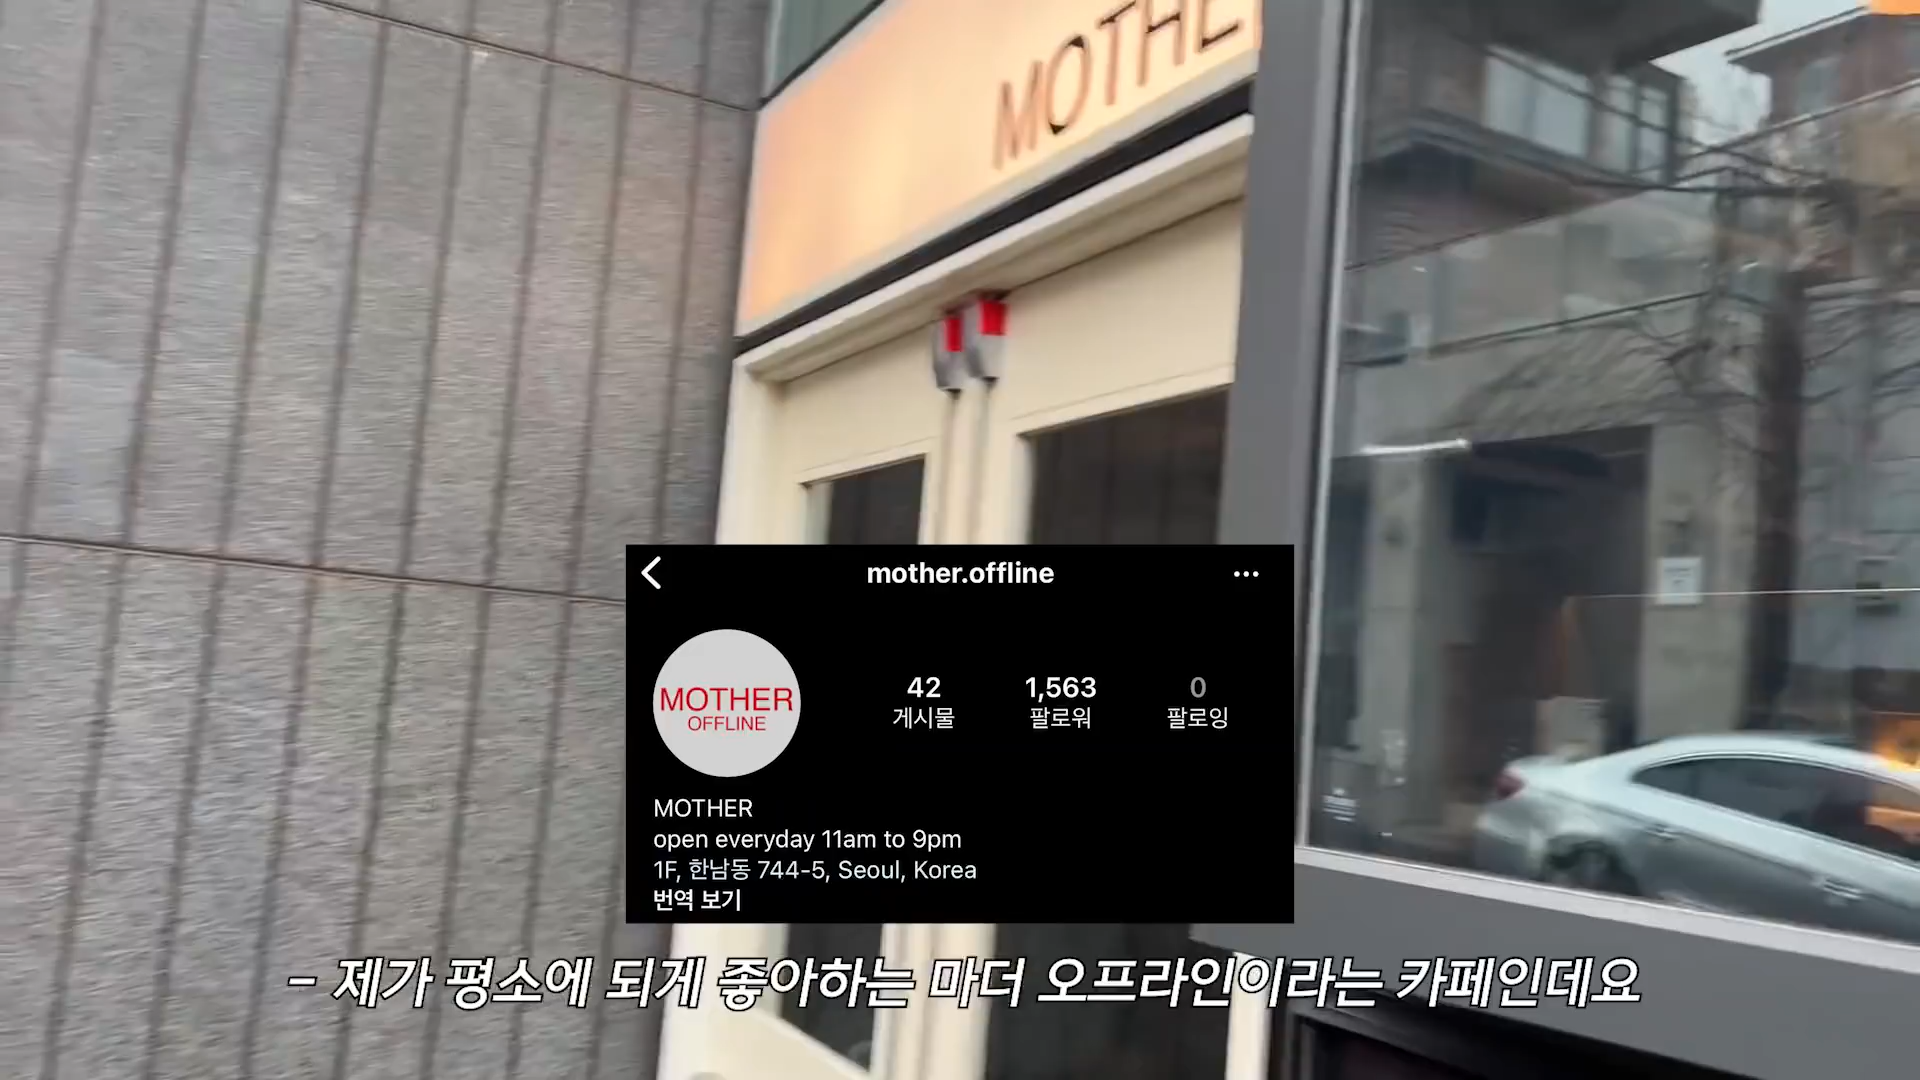 MOTHE
mother.offline
MOTHER
OFFLINE
42
게시물
1,563
팔로워
0
팔로잉
MOTHER
open everyday 11am to 9pm
1F, 한남동 744-5, Seoul, Korea
번역 보기
- 제가 평소에 되게 좋아하는 마더 오프라인이라는 카페인데요